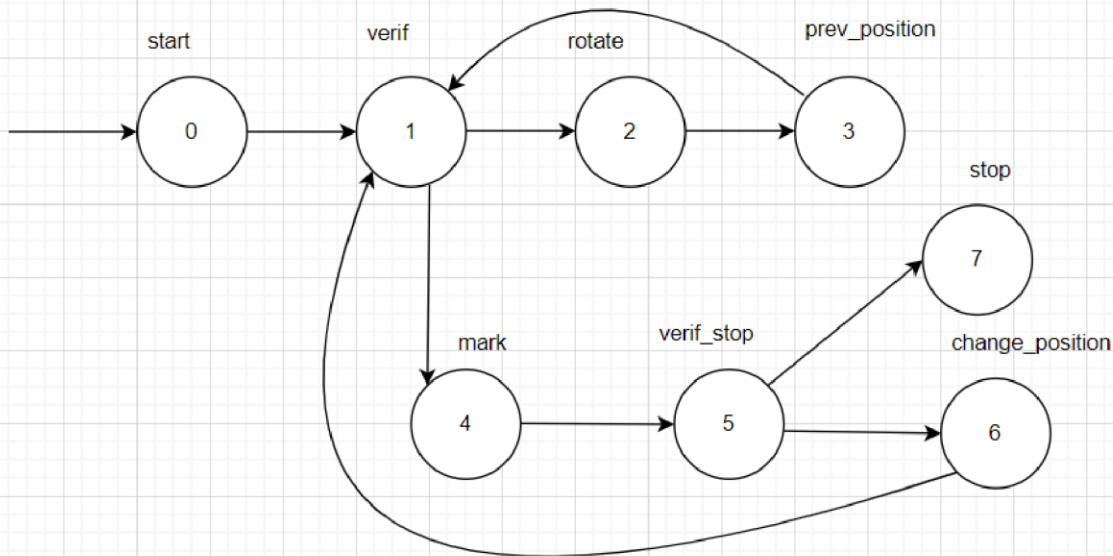 start
verif
rotate
prev_position
0
1
2
3
stop
7
mark
verif_stop
change_position
4
5
6